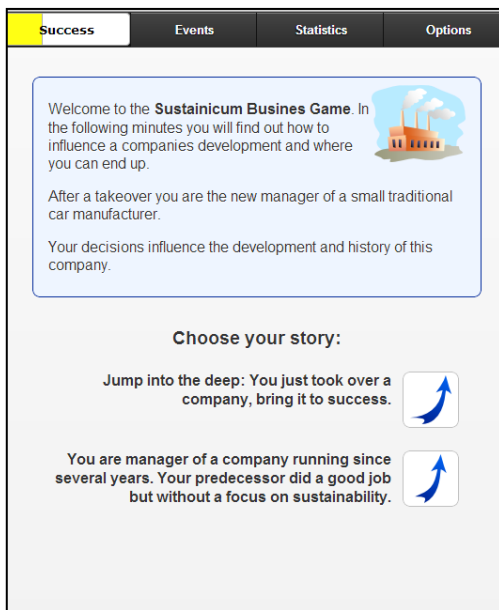 Success Events Statistics Options
Welcome to the Sustainicum Busines Game. In
the following minutes you will find out how to
influence a companies development and where
you can end up.
After a takeover you are the new manager of a small traditional
car manufacturer.
Your decisions influence the development and history of this
company.
Choose your story:
Jump into the deep: You just took over a
company, bring it to success.
You are manager of a company running since
several years. Your predecessor did a good job
but without a focus on sustainability.